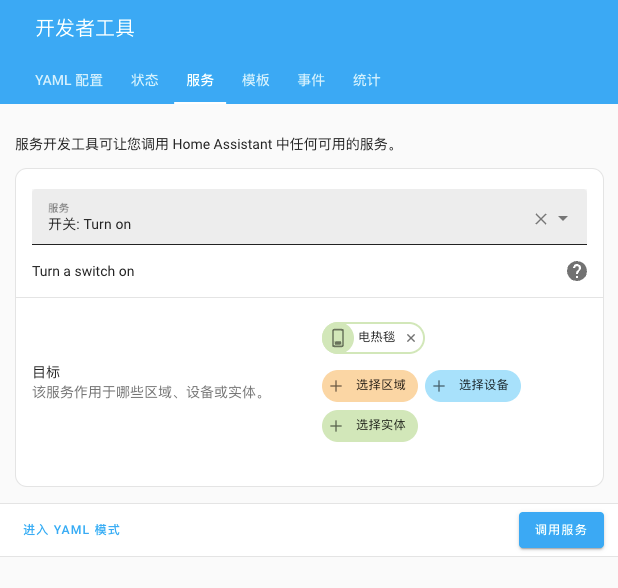 开发者工具
YAML 配置 状态 服务 模板 事件 统计
服务开发工具可让您调用 Home Assistant 中任何可用的服务。
服务
开关: Turn on
Turn a switch on
电热毯
目标
该服务作用于哪些区域、设备或实体。
选择区域 选择设备
选择实体
进入 YAML 模式 调用服务